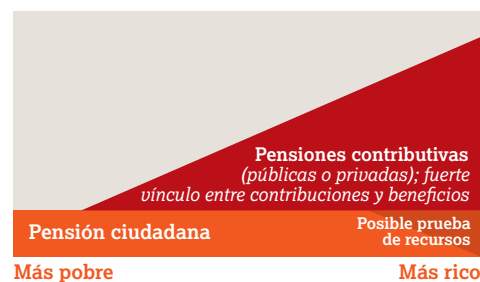 Pensiones contributivas
(públicas o privadas); fuerte
vínculo entre contribuciones y beneficios
Pensión ciudadana
Posible prueba
de recursos
Más pobre
Más rico